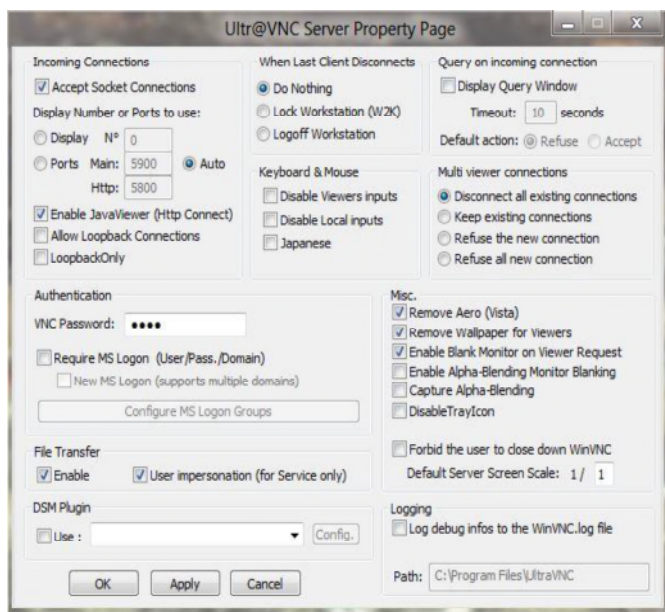 Ultr@VNC Server Property Page
Incoming Connections
Accept Socket Connections
Display Number or Ports to use:
Display N° 0
Ports Main: 5900 Auto
Http: 5800
Enable JavaViewer (Http Connect)
Allow Loopback Connections
LoopbackOnly
When Last Client Disconnects
Do Nothing
Lock Workstation (W2K)
Logoff Workstation
Keyboard & Mouse
Disable Viewers inputs
Disable Local inputs
Japanese
Query on incoming connection
Display Query Window
Timeout: 10 seconds
Default action: Refuse Accept
Multi viewer connections
Disconnect all existing connections
Keep existing connections
Refuse the new connection
Refuse all new connection
Authentication
VNC Password: ●●●●
Require MS Logon (User/Pass./Domain)
New MS Logon (supports multiple domains)
Configure MS Logon Groups
File Transfer
Enable User impersonation (for Service only)
DSM Plugin
Use : Config.
OK Apply Cancel
Misc.
Remove Aero (Vista)
Remove Wallpaper for Viewers
Enable Blank Monitor on Viewer Request
Enable Alpha-Blending Monitor Blanking
Capture Alpha-Blending
DisableTrayIcon
Forbid the user to close down WinVNC
Default Server Screen Scale: 1 / 1
Logging
Log debug infos to the WinVNC.log file
Path: C:\Program Files\UltraVNC